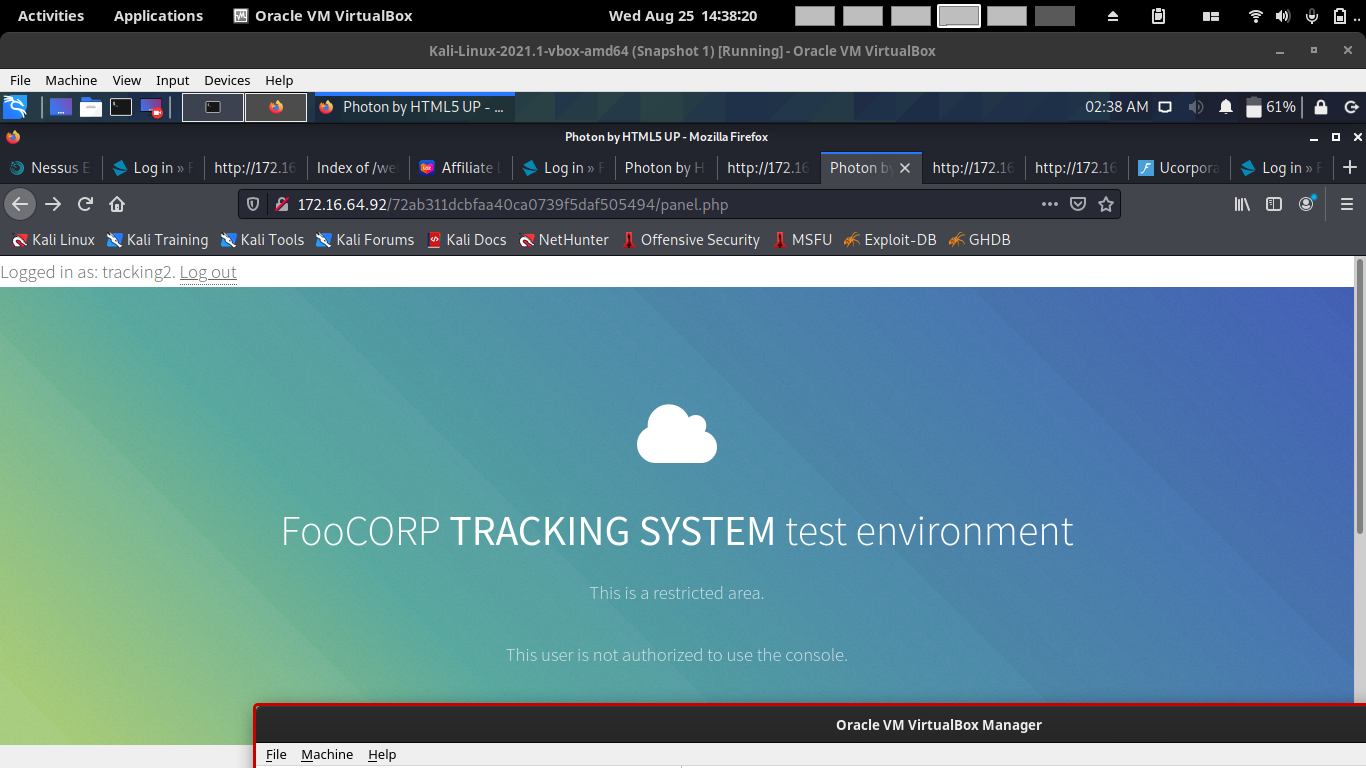 Activities Applications Oracle VM VirtualBox Wed Aug 25 14:38:20
Kali-Linux-2021.1-vbox-amd64 (Snapshot 1) [Running] - Oracle VM VirtualBox
File Machine View Input Devices Help
Photon by HTML5 UP - ... 02:38 AM 61%
Photon by HTML5 UP - Mozilla Firefox
Nessus E Log in » F http://172.16 Index of /we Affiliate L Log in » F Photon by H http://172.16 Photon by http://172.16 http://172.16 Ucorpora Log in » F
172.16.64.92/72ab311dcbfaa40ca0739f5daf505494/panel.php
Kali Linux Kali Training Kali Tools Kali Forums Kali Docs NetHunter Offensive Security MSFU Exploit-DB GHDB
Logged in as: tracking2. Log out
FooCORP TRACKING SYSTEM test environment
This is a restricted area.
This user is not authorized to use the console.
Oracle VM VirtualBox Manager
File Machine Help